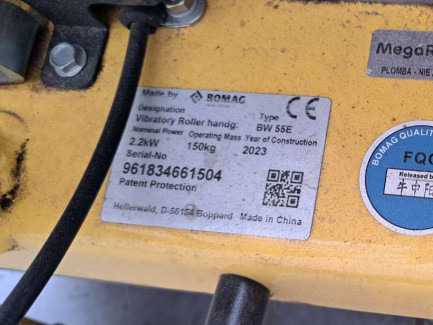 Made by BOMAG CE
Designation Type
Vibratory Roller handg: BW 55E
Nominal Power Operating Mass Year of Construction
2.2kW 150kg 2023
Serial-No
961834661504
Patent Protection
Hellerwald, D-56154 Boppard Made in China
MegaR
PLOMBA - NIE
BOMAG QUALITY
FQC
Released by